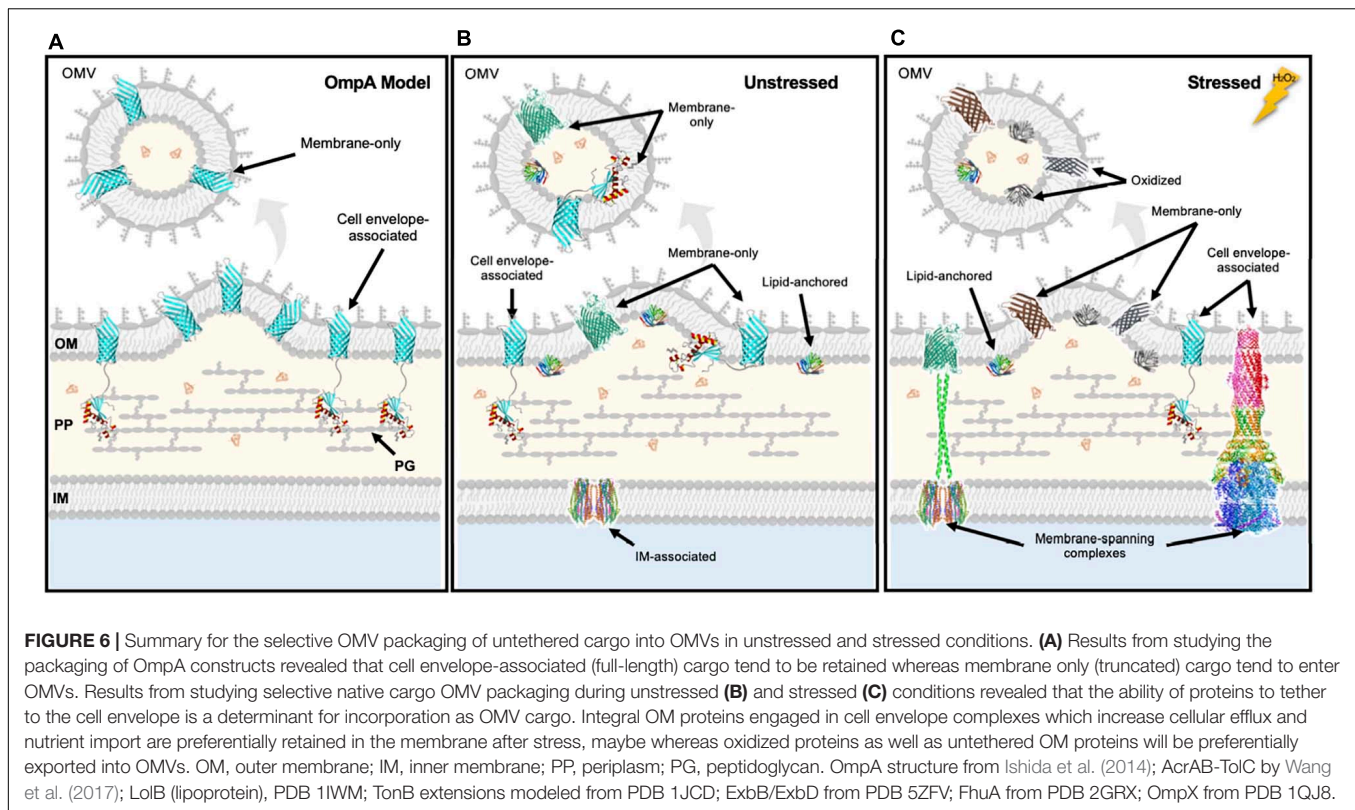 A
OMV
OmpA Model
Membrane-only
Cell envelope-
associated
OM
PP
PG
IM
B
OMV
Unstressed
Membrane-
only
Cell envelope-
associated
Membrane-only
Lipid-anchored
IM-associated
C
OMV
Stressed
H₂O₂
Oxidized
Membrane-only
Cell envelope-
associated
Lipid-anchored
Membrane-spanning
complexes
FIGURE 6 | Summary for the selective OMV packaging of untethered cargo into OMVs in unstressed and stressed conditions. (A) Results from studying the
packaging of OmpA constructs revealed that cell envelope-associated (full-length) cargo tend to be retained whereas membrane only (truncated) cargo tend to enter
OMVs. Results from studying selective native cargo OMV packaging during unstressed (B) and stressed (C) conditions revealed that the ability of proteins to tether
to the cell envelope is a determinant for incorporation as OMV cargo. Integral OM proteins engaged in cell envelope complexes which increase cellular efflux and
nutrient import are preferentially retained in the membrane after stress, maybe whereas oxidized proteins as well as untethered OM proteins will be preferentially
exported into OMVs. OM, outer membrane; IM, inner membrane; PP, periplasm; PG, peptidoglycan. OmpA structure from Ishida et al. (2014); AcrAB-TolC by Wang
et al. (2017); LolB (lipoprotein), PDB 1IWM; TonB extensions modeled from PDB 1JCD; ExbB/ExbD from PDB 5ZFV; FhuA from PDB 2GRX; OmpX from PDB 1QJ8.